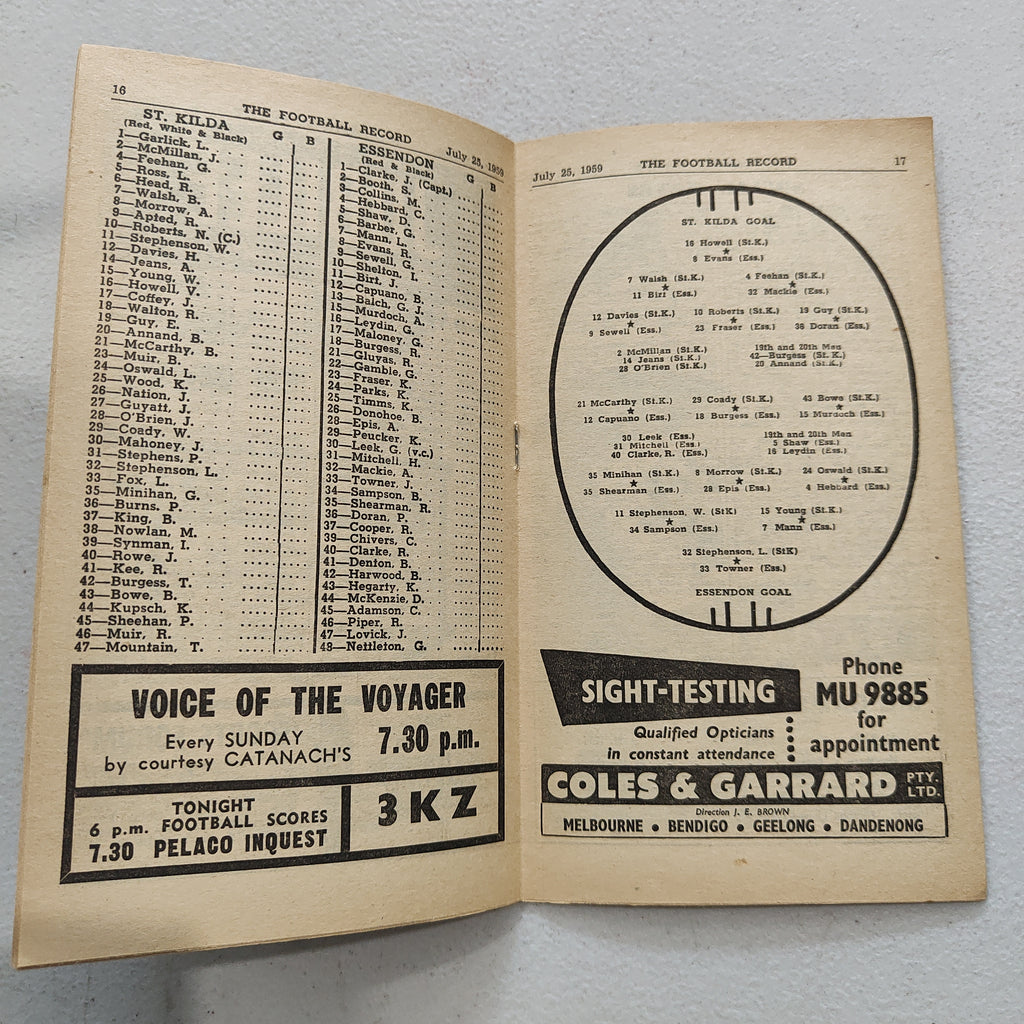 16
THE FOOTBALL RECORD
July 25, 1959
ST. KILDA
(Red, White & Black)
G B
1—Garlick, L.
2—McMillan, J.
4—Feehan, G.
5—Ross, L.
6—Head, R.
7—Walsh, B.
8—Morrow, A.
9—Apted, R.
10—Roberts, N. (C.)
11—Stephenson, W.
12—Davies, H.
14—Jeans, A.
15—Young, W.
16—Howell, V.
17—Coffey, J.
18—Walton, R.
19—Guy, E.
20—Annand, B.
21—McCarthy, B.
23—Muir, B.
24—Oswald, L.
25—Wood, K.
26—Nation, J.
27—Guyatt, J.
28—O'Brien, J.
29—Coady, W.
30—Mahoney, J.
31—Stephens, P.
32—Stephenson, L.
33—Fox, L.
35—Minihan, G.
36—Burns. P.
37—King, B.
38—Nowlan, M.
39—Synman, I.
40—Rowe, J.
41—Kee, R.
42—Burgess, T.
43—Bowe, B.
44—Kupsch, K.
45—Sheehan, P.
46—Muir, R.
47—Mountain, T.
ESSENDON
(Red & Black)
G B
1—Clarke, J. (Capt.)
2—Booth, S.
3—Collins, M.
4—Hebbard, C.
5—Shaw, D.
6—Barber, G.
7—Mann, L.
8—Evans, R.
9—Sewell, G.
10—Shelton, I.
11—Birt, J.
12—Capuano, B.
13—Balch, G. J.
15—Murdoch, A.
16—Leydin, G.
17—Maloney, G.
18—Burgess, R.
21—Gluyas, R.
22—Gamble, G.
23—Fraser, K.
24—Parks, K.
25—Timms, K.
26—Donohoe, B.
28—Epis, A.
29—Peucker, K.
30—Leek, G. (v.c.)
31—Mitchell, H.
32—Mackie, A.
33—Towner, J.
34—Sampson, B.
35—Shearman, R.
36—Doran, P.
37—Cooper, R.
39—Chivers, C.
40—Clarke, R.
41—Denton, B.
42—Harwood, B.
43—Hegarty, K.
44—McKenzie, D.
45—Adamson, C.
46—Piper, R.
47—Lovick, J.
48—Nettleton, G.
VOICE OF THE VOYAGER
Every SUNDAY
by courtesy CATANACH'S
7.30 p.m.
TONIGHT
6 p.m. FOOTBALL SCORES
7.30 PELACO INQUEST
3 K Z
July 25, 1959
THE FOOTBALL RECORD
17
ST. KILDA GOAL
16 Howell (St.K.)
★
8 Evans (Ess.)
7 Walsh (St.K.) 4 Feehan (St.K.)
★ ★
11 Birt (Ess.) 32 Mackie (Ess.)
12 Davies (St.K.) 10 Roberts (St.K.) 19 Guy (St.K.)
★ ★ ★
9 Sewell (Ess.) 23 Fraser (Ess.) 36 Doran (Ess.)
2 McMillan (St.K.)
14 Jeans (St.K.)
28 O'Brien (St.K.)
19th and 20th Men
42—Burgess (St. K.)
20 Annand (St.K.)
21 McCarthy (St.K.) 29 Coady (St.K.) 43 Bowe (St.K.)
★ ★ ★
12 Capuano (Ess.) 18 Burgess (Ess.) 15 Murdoch (Ess.)
30 Leek (Ess.)
31 Mitchell (Ess.)
40 Clarke, R. (Ess.)
19th and 20th Men
5 Shaw (Ess.)
16 Leydin (Ess.)
35 Minihan (St.K.) 8 Morrow (St.K.) 24 Oswald (St.K.)
★ ★ ★
35 Shearman (Ess.) 28 Epis (Ess.) 4 Hebbard (Ess.)
11 Stephenson, W. (StK) 15 Young (St.K.)
★ ★
34 Sampson (Ess.) 7 Mann (Ess.)
32 Stephenson, L. (StK)
★
33 Towner (Ess.)
ESSENDON GOAL
SIGHT-TESTING
Qualified Opticians
in constant attendance
Phone
MU 9885
for
appointment
COLES & GARRARD PTY. LTD.
Direction J. E. BROWN
MELBOURNE • BENDIGO • GEELONG • DANDENONG